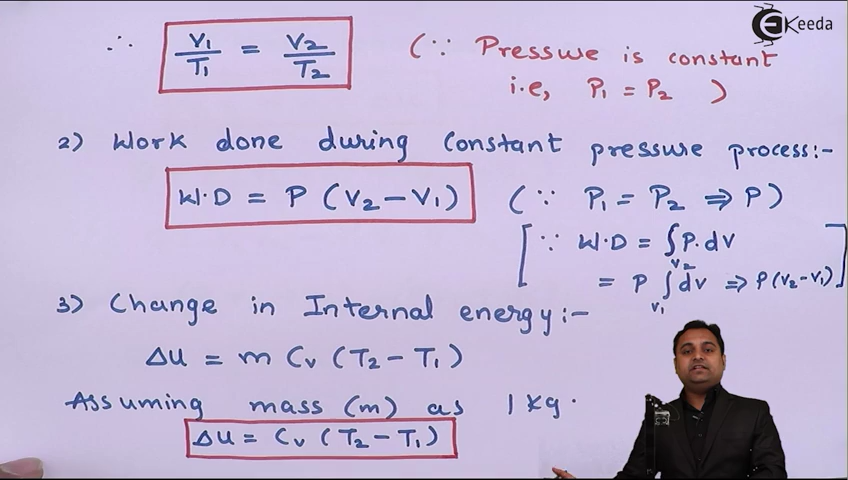 Ekeeda
∴ V₁/T₁ = V₂/T₂ (∵ Pressure is constant
i.e, P₁ = P₂ )
2) Work done during Constant pressure process:-
W.D = P (V₂-V₁) (∵ P₁ = P₂ ⇒ P)
[∵ W.D = ∫P.dV
= P ∫_V₁^V₂ dV ⇒ P(V₂-V₁)]
3) Change in Internal energy:-
ΔU = m Cv (T₂-T₁)
Assuming mass (m) as 1 kg.
ΔU = Cv (T₂-T₁)